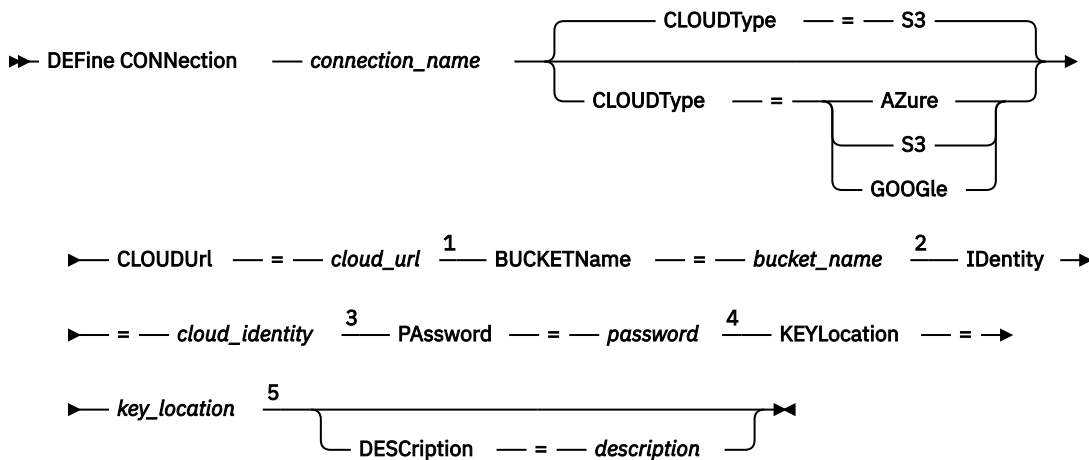 CLOUDType = S3
DEFine CONNection connection_name
CLOUDType = AZure
S3
GOOGle
CLOUDUrl = cloud_url 1 BUCKETName = bucket_name 2 IDentity
= cloud_identity 3 PAssword = password 4 KEYLocation =
key_location 5
DESCription = description